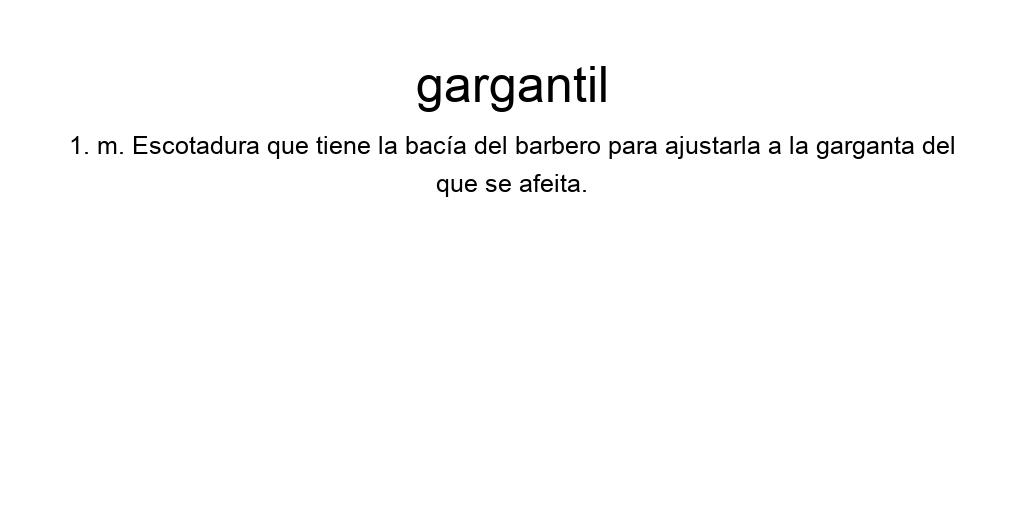 gargantil
1. m. Escotadura que tiene la bacía del barbero para ajustarla a la garganta del
que se afeita.